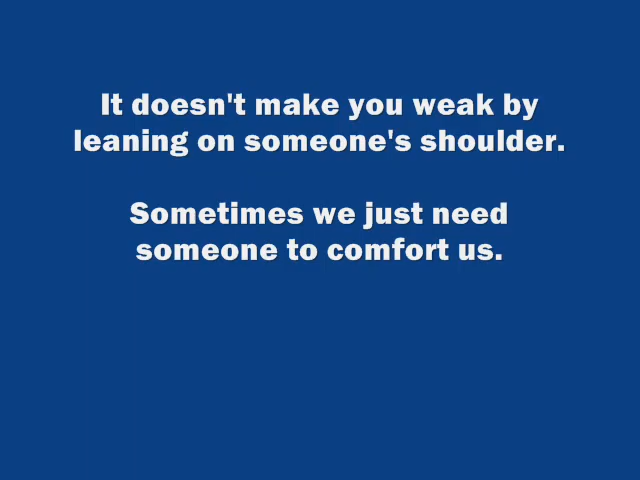 It doesn't make you weak by
leaning on someone's shoulder.
Sometimes we just need
someone to comfort us.